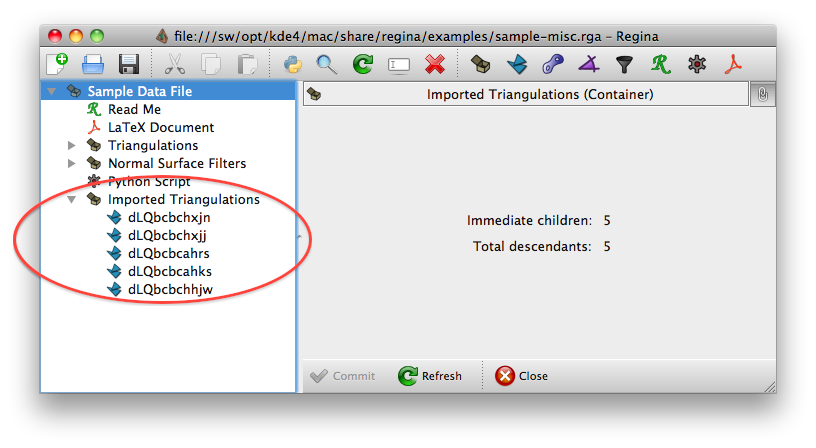 file:///sw/opt/kde4/mac/share/regina/examples/sample-misc.rga – Regina
Sample Data File
Read Me
LaTeX Document
Triangulations
Normal Surface Filters
Python Script
Imported Triangulations
dLQbcbchxjn
dLQbcbchxjj
dLQbcbcahrs
dLQbcbcahks
dLQbcbchhjw
Imported Triangulations (Container)
Immediate children: 5
Total descendants: 5
Commit Refresh Close